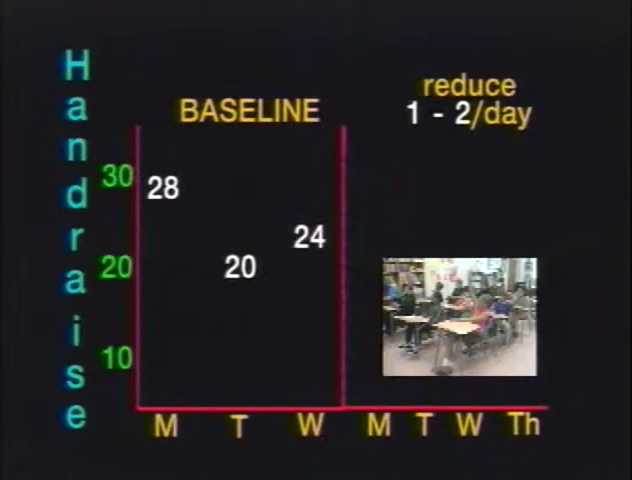 Handraise
BASELINE
reduce
1 - 2/day
30
28
24
20
20
10
M T W M T W Th